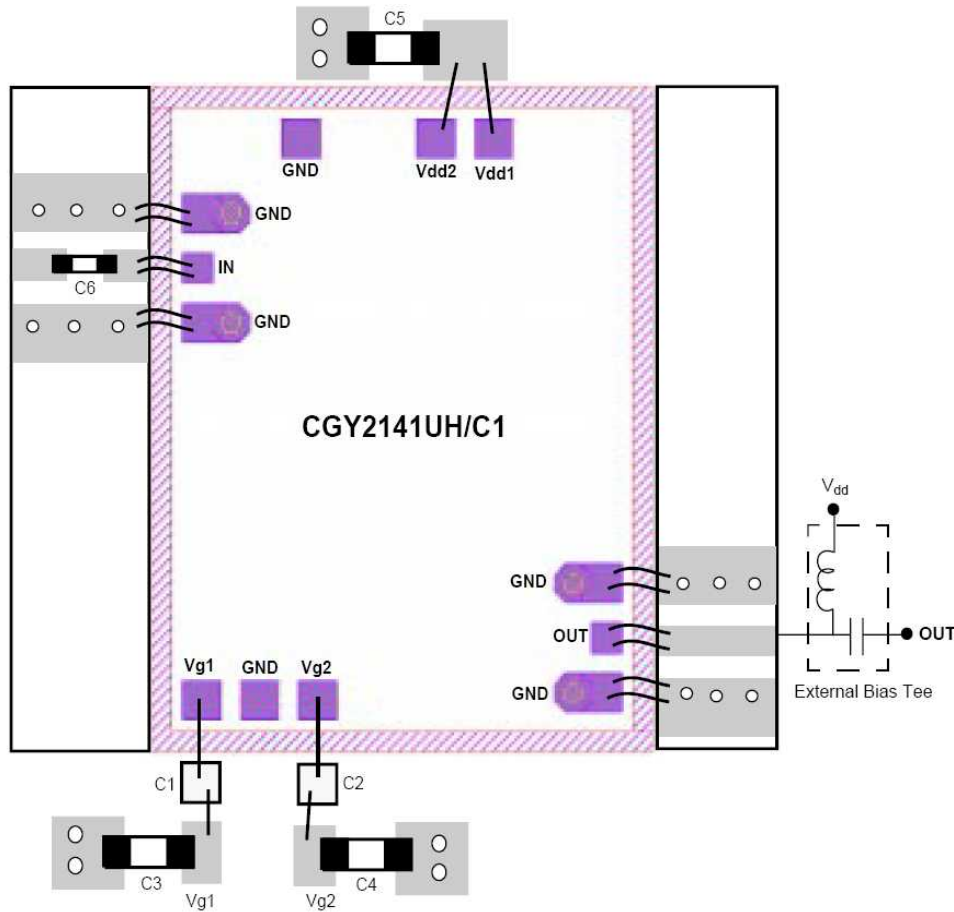 C5
GND
Vdd2
Vdd1
GND
IN
C6
GND
CGY2141UH/C1
Vdd
GND
OUT
OUT
GND
External Bias Tee
Vg1
GND
Vg2
C1
C2
C3
C4
Vg1
Vg2